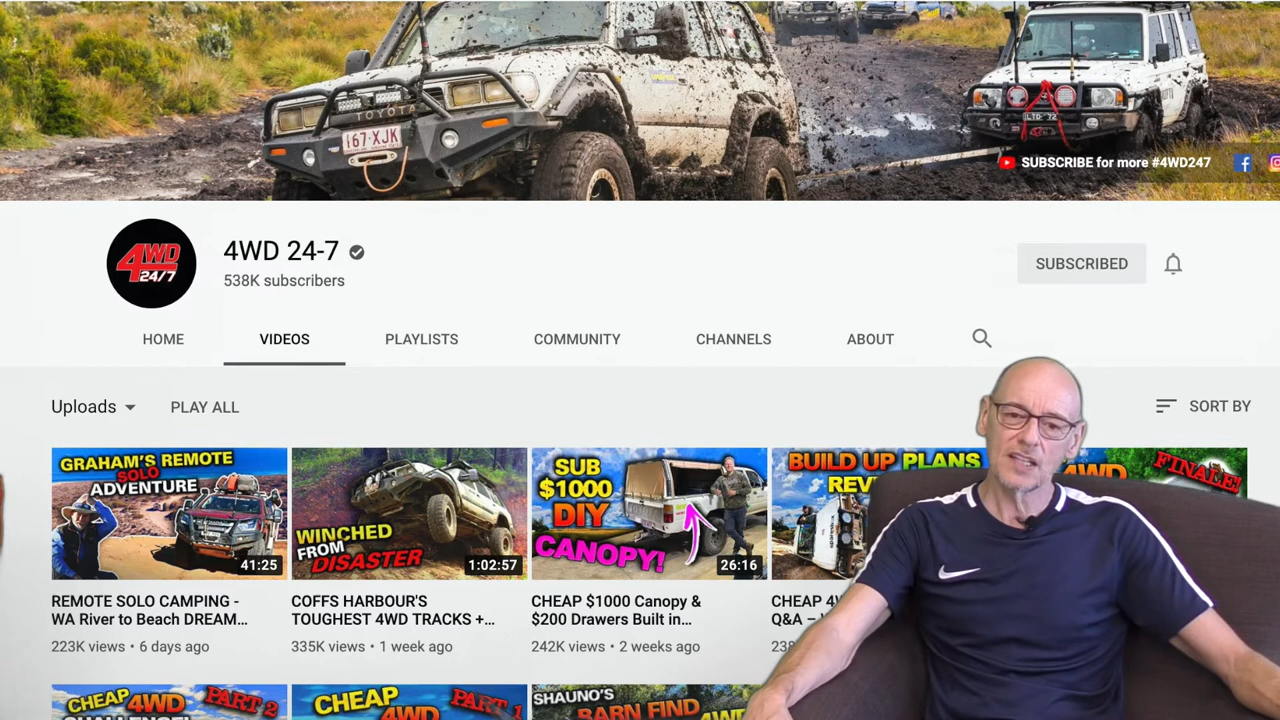 TOYOTA
167·XJK
SUBSCRIBE for more #4WD247
4WD
24/7
4WD 24-7
538K subscribers
SUBSCRIBED
HOME
VIDEOS
PLAYLISTS
COMMUNITY
CHANNELS
ABOUT
Uploads
PLAY ALL
SORT BY
GRAHAM'S REMOTE
SOLO
ADVENTURE
41:25
WINCHED
FROM
DISASTER
1:02:57
SUB
$1000
DIY
CANOPY!
26:16
BUILD UP PLANS
4WD
FINALE!
REMOTE SOLO CAMPING -
WA River to Beach DREAM...
223K views • 6 days ago
COFFS HARBOUR'S
TOUGHEST 4WD TRACKS +...
335K views • 1 week ago
CHEAP $1000 Canopy &
$200 Drawers Built in...
242K views • 2 weeks ago
CHEAP
Q&A –
CHEAP 4WD
PART 2
CHALLENGE!
CHEAP
4WD
PART 1
SHAUNO'S
BARN FIND
4WD